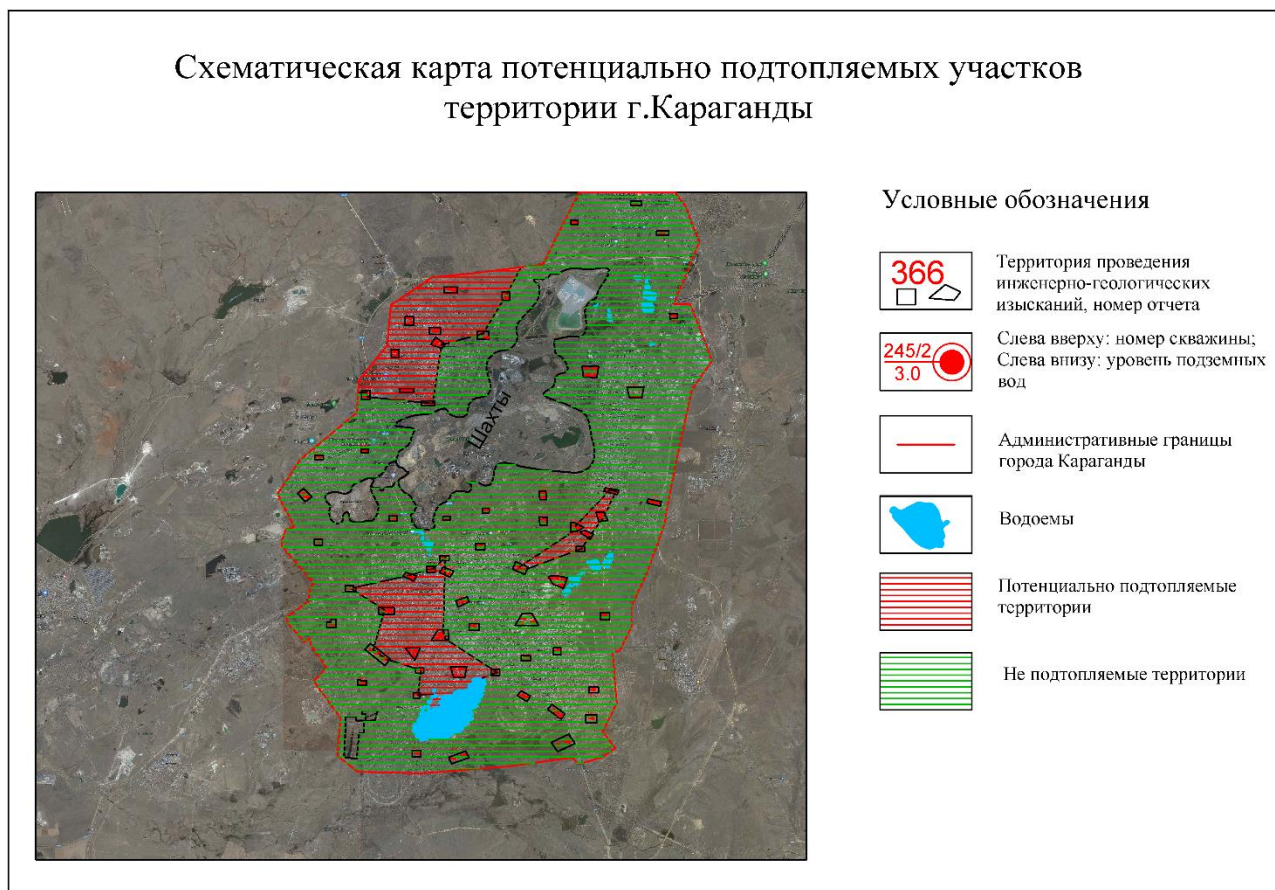 Схематическая карта потенциально подтопляемых участков
территории г.Караганды
Шахты
Условные обозначения
366
Территория проведения
инженерно-геологических
изысканий, номер отчета
245/2
3.0
Слева вверху: номер скважины;
Слева внизу: уровень подземных
вод
Административные границы
города Караганды
Водоемы
Потенциально подтопляемые
территории
Не подтопляемые территории